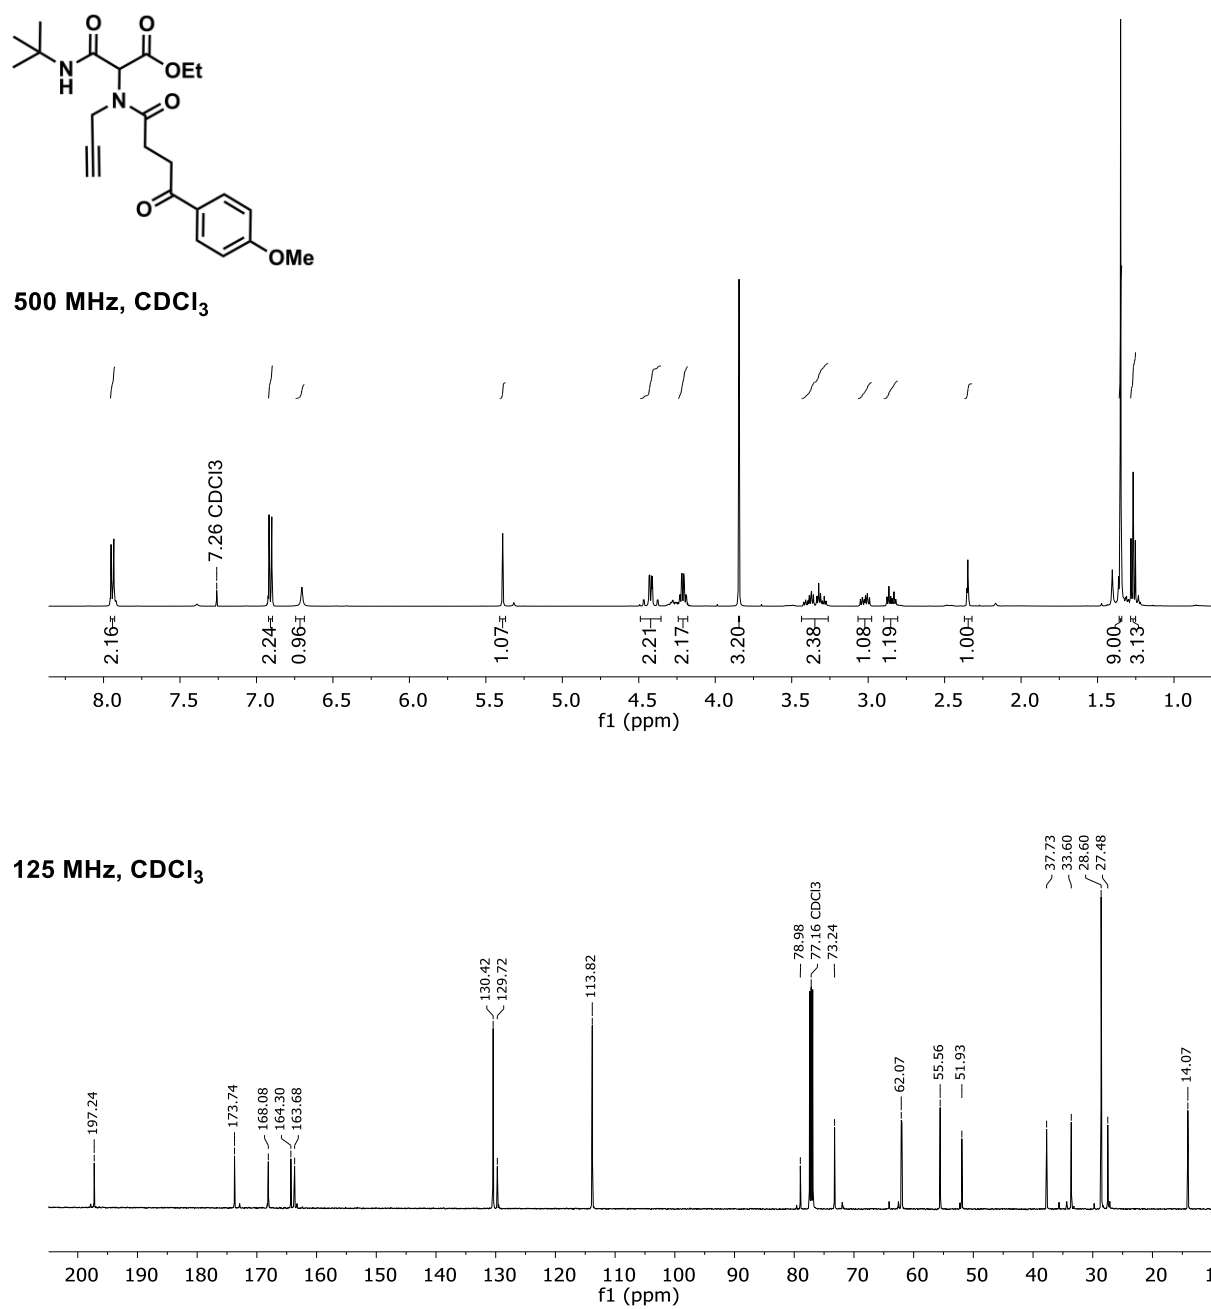 O
O
N
H
OEt
N
O
O
OMe
500 MHz, CDCl3
7.26 CDCl3
2.16
2.24
0.96
1.07
2.21
2.17
3.20
2.38
1.08
1.19
1.00
9.00
3.13
8.0 7.5 7.0 6.5 6.0 5.5 5.0 4.5 4.0 3.5 3.0 2.5 2.0 1.5 1.0
f1 (ppm)
125 MHz, CDCl3
197.24
173.74
168.08
164.30
163.68
130.42
129.72
113.82
78.98
77.16 CDCl3
73.24
62.07
55.56
51.93
37.73
33.60
28.60
27.48
14.07
200 190 180 170 160 150 140 130 120 110 100 90 80 70 60 50 40 30 20 1
f1 (ppm)